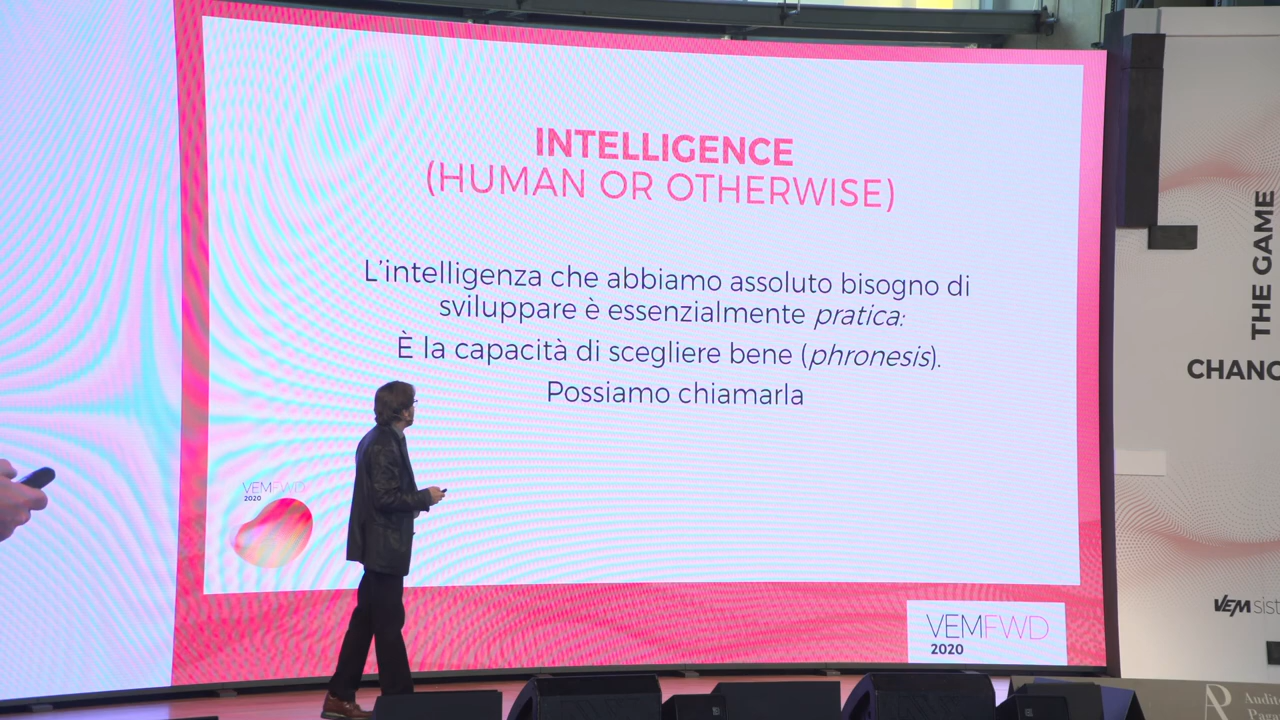 INTELLIGENCE
(HUMAN OR OTHERWISE)
L'intelligenza che abbiamo assoluto bisogno di
sviluppare è essenzialmente pratica:
È la capacità di scegliere bene (phronesis).
Possiamo chiamarla
VEMFWD
2020
VEMFWD
2020
THE GAME
CHANG
VEM sist